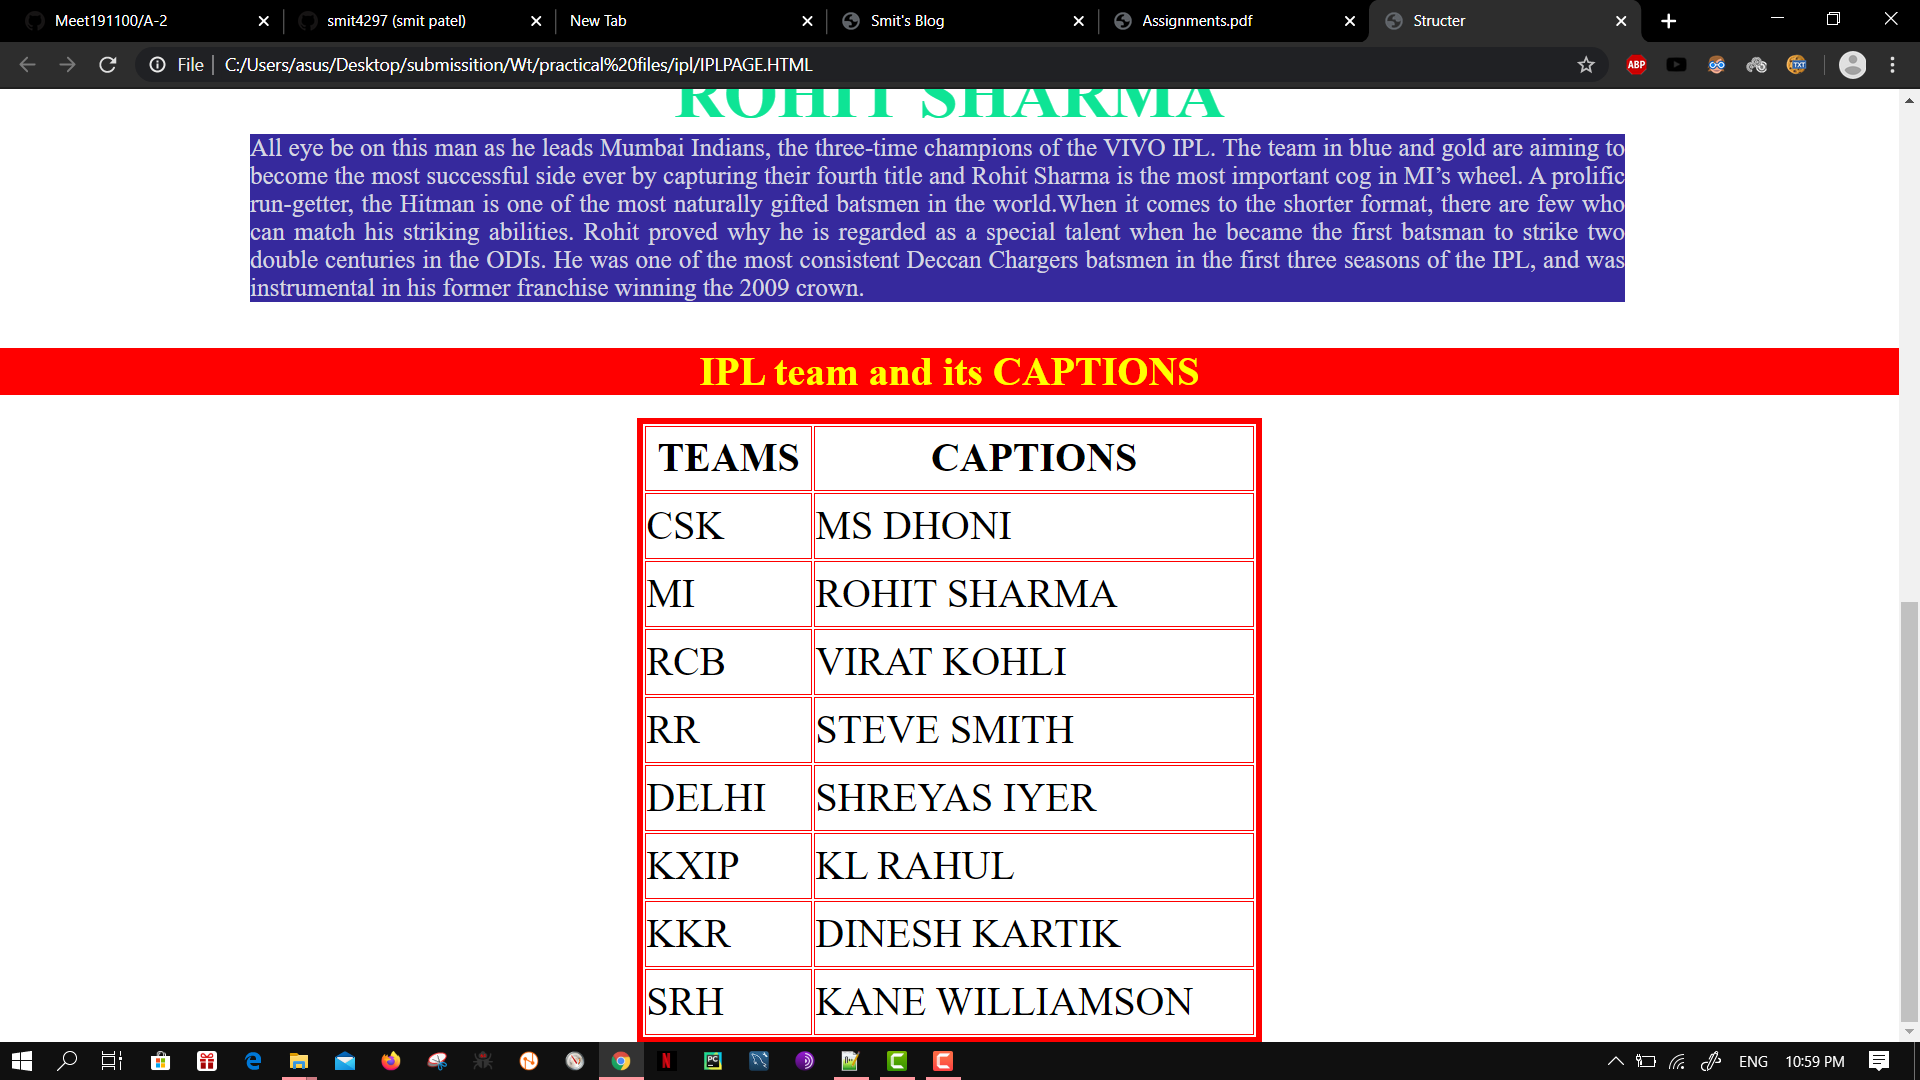 Meet191100/A-2
smit4297 (smit patel)
New Tab
Smit's Blog
Assignments.pdf
Structer
File
C:/Users/asus/Desktop/submissition/Wt/practical%20files/ipl/IPLPAGE.HTML
ABP
TXT
ROHIT SHARMA
All eye be on this man as he leads Mumbai Indians, the three-time champions of the VIVO IPL. The team in blue and gold are aiming to
become the most successful side ever by capturing their fourth title and Rohit Sharma is the most important cog in MI’s wheel. A prolific
run-getter, the Hitman is one of the most naturally gifted batsmen in the world.When it comes to the shorter format, there are few who
can match his striking abilities. Rohit proved why he is regarded as a special talent when he became the first batsman to strike two
double centuries in the ODIs. He was one of the most consistent Deccan Chargers batsmen in the first three seasons of the IPL, and was
instrumental in his former franchise winning the 2009 crown.
IPL team and its CAPTIONS
TEAMS CAPTIONS
CSK MS DHONI
MI ROHIT SHARMA
RCB VIRAT KOHLI
RR STEVE SMITH
DELHI SHREYAS IYER
KXIP KL RAHUL
KKR DINESH KARTIK
SRH KANE WILLIAMSON
N
PC
ENG
10:59 PM